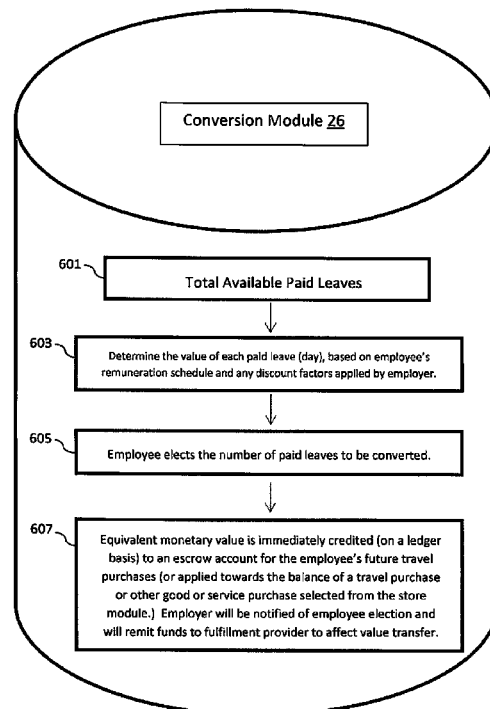 Conversion Module 26
601
Total Available Paid Leaves
603
Determine the value of each paid leave (day), based on employee's
remuneration schedule and any discount factors applied by employer.
605
Employee elects the number of paid leaves to be converted.
607
Equivalent monetary value is immediately credited (on a ledger
basis) to an escrow account for the employee's future travel
purchases (or applied towards the balance of a travel purchase
or other good or service purchase selected from the store
module.) Employer will be notified of employee election and
will remit funds to fulfillment provider to affect value transfer.